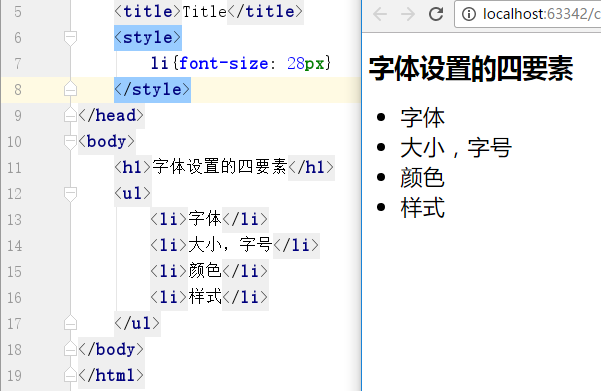 5 <title>Title</title>
6 <style>
7 li{font-size: 28px}
8 </style>
9 </head>
10 <body>
11 <h1>字体设置的四要素</h1>
12 <ul>
13 <li>字体</li>
14 <li>大小，字号</li>
15 <li>颜色</li>
16 <li>样式</li>
17 </ul>
18 </body>
19 </html>
localhost:63342/c
字体设置的四要素
• 字体
• 大小，字号
• 颜色
• 样式